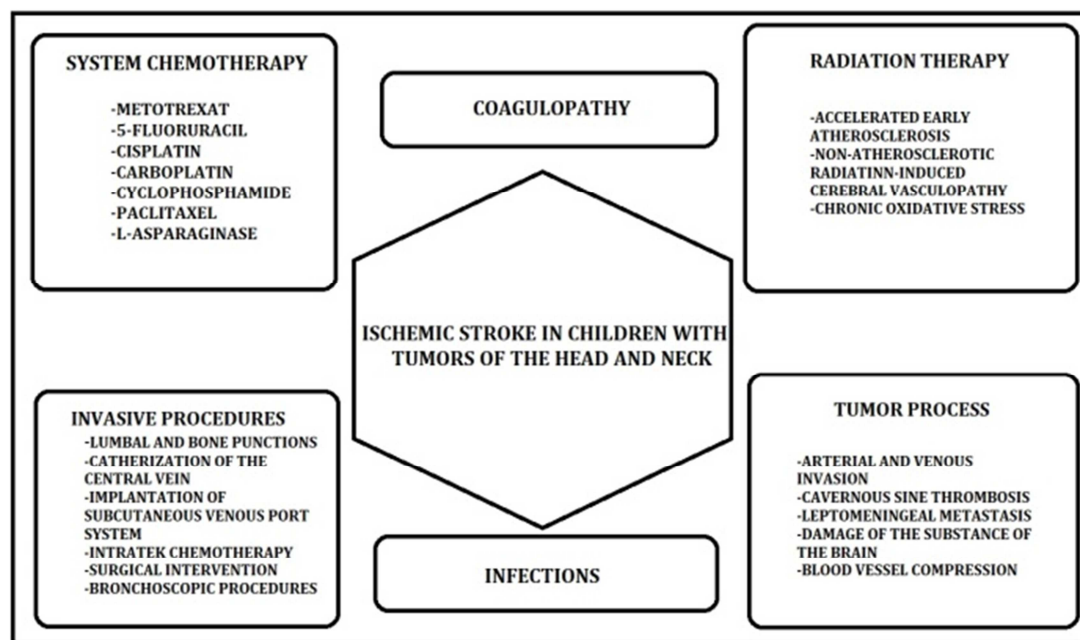 SYSTEM CHEMOTHERAPY
-METOTREXAT
-5-FLUORURACIL
-CISPLATIN
-CARBOPLATIN
-CYCLOPHOSPHAMIDE
-PACLITAXEL
-L-ASPARAGINASE
COAGULOPATHY
RADIATION THERAPY
-ACCELERATED EARLY
ATHEROSCLEROSIS
-NON-ATHEROSCLEROTIC
RADIATINN-INDUCED
CEREBRAL VASCULOPATHY
-CHRONIC OXIDATIVE STRESS
ISCHEMIC STROKE IN CHILDREN WITH
TUMORS OF THE HEAD AND NECK
INVASIVE PROCEDURES
-LUMBAL AND BONE PUNCTIONS
-CATHERIZATION OF THE
CENTRAL VEIN
-IMPLANTATION OF
SUBCUTANEOUS VENOUS PORT
SYSTEM
-INTRATEK CHEMOTHERAPY
-SURGICAL INTERVENTION
-BRONCHOSCOPIC PROCEDURES
INFECTIONS
TUMOR PROCESS
-ARTERIAL AND VENOUS
INVASION
-CAVERNOUS SINE THROMBOSIS
-LEPTOMENINGEAL METASTASIS
-DAMAGE OF THE SUBSTANCE OF
THE BRAIN
-BLOOD VESSEL COMPRESSION